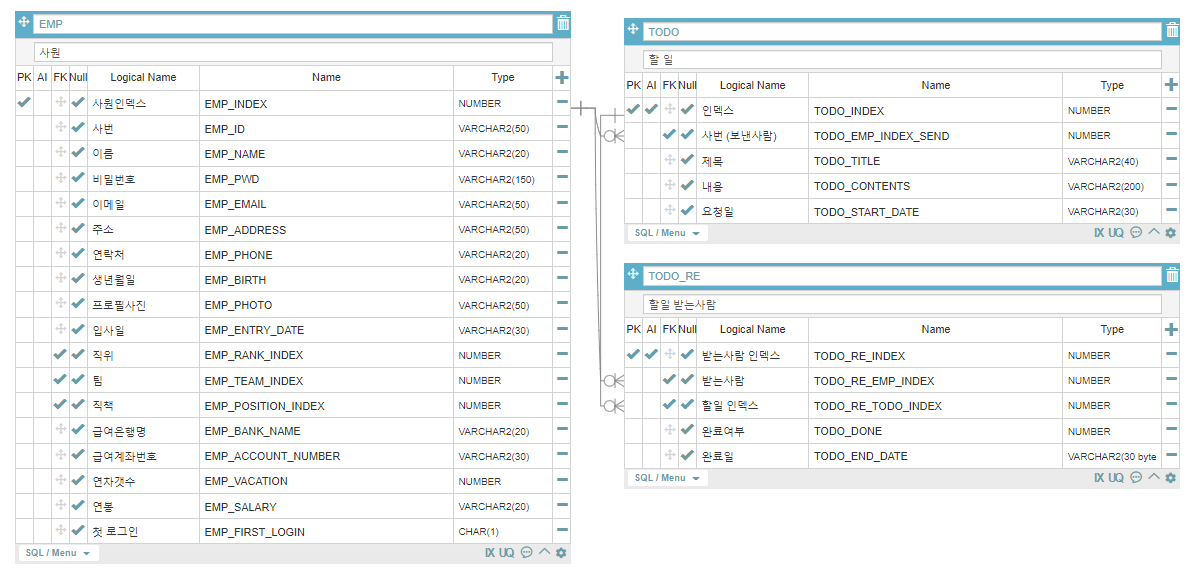 EMP
사원
PK AI FK Null Logical Name Name Type
사원인덱스 EMP_INDEX NUMBER
사번 EMP_ID VARCHAR2(50)
이름 EMP_NAME VARCHAR2(20)
비밀번호 EMP_PWD VARCHAR2(150)
이메일 EMP_EMAIL VARCHAR2(50)
주소 EMP_ADDRESS VARCHAR2(50)
연락처 EMP_PHONE VARCHAR2(20)
생년월일 EMP_BIRTH VARCHAR2(20)
프로필사진 EMP_PHOTO VARCHAR2(50)
입사일 EMP_ENTRY_DATE VARCHAR2(30)
직위 EMP_RANK_INDEX NUMBER
팀 EMP_TEAM_INDEX NUMBER
직책 EMP_POSITION_INDEX NUMBER
급여은행명 EMP_BANK_NAME VARCHAR2(20)
급여계좌번호 EMP_ACCOUNT_NUMBER VARCHAR2(30)
연차갯수 EMP_VACATION NUMBER
연봉 EMP_SALARY VARCHAR2(20)
첫 로그인 EMP_FIRST_LOGIN CHAR(1)
SQL / Menu IX UQ
TODO
할 일
PK AI FK Null Logical Name Name Type
인덱스 TODO_INDEX NUMBER
사번 (보낸사람) TODO_EMP_INDEX_SEND NUMBER
제목 TODO_TITLE VARCHAR2(40)
내용 TODO_CONTENTS VARCHAR2(200)
요청일 TODO_START_DATE VARCHAR2(30)
SQL / Menu IX UQ
TODO_RE
할일 받는사람
PK AI FK Null Logical Name Name Type
받는사람 인덱스 TODO_RE_INDEX NUMBER
받는사람 TODO_RE_EMP_INDEX NUMBER
할일 인덱스 TODO_RE_TODO_INDEX NUMBER
완료여부 TODO_DONE NUMBER
완료일 TODO_END_DATE VARCHAR2(30 byte
SQL / Menu IX UQ